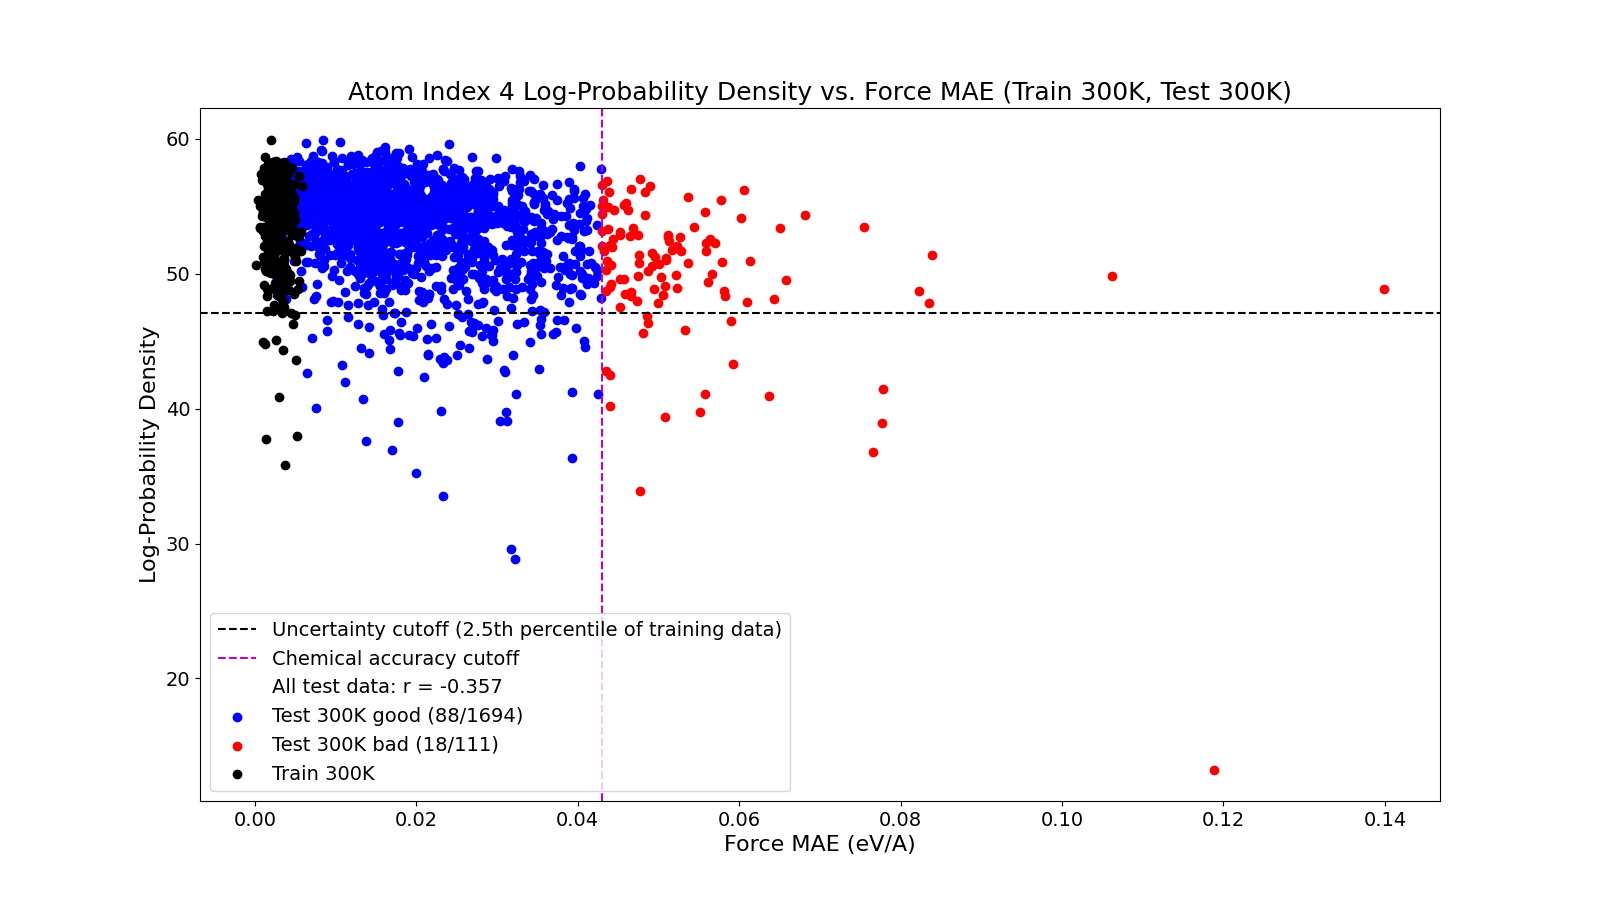 Atom Index 4 Log-Probability Density vs. Force MAE (Train 300K, Test 300K)
Log-Probability Density
60
50
40
30
20
Uncertainty cutoff (2.5th percentile of training data)
Chemical accuracy cutoff
All test data: r = -0.357
Test 300K good (88/1694)
Test 300K bad (18/111)
Train 300K
0.00 0.02 0.04 0.06 0.08 0.10 0.12 0.14
Force MAE (eV/A)